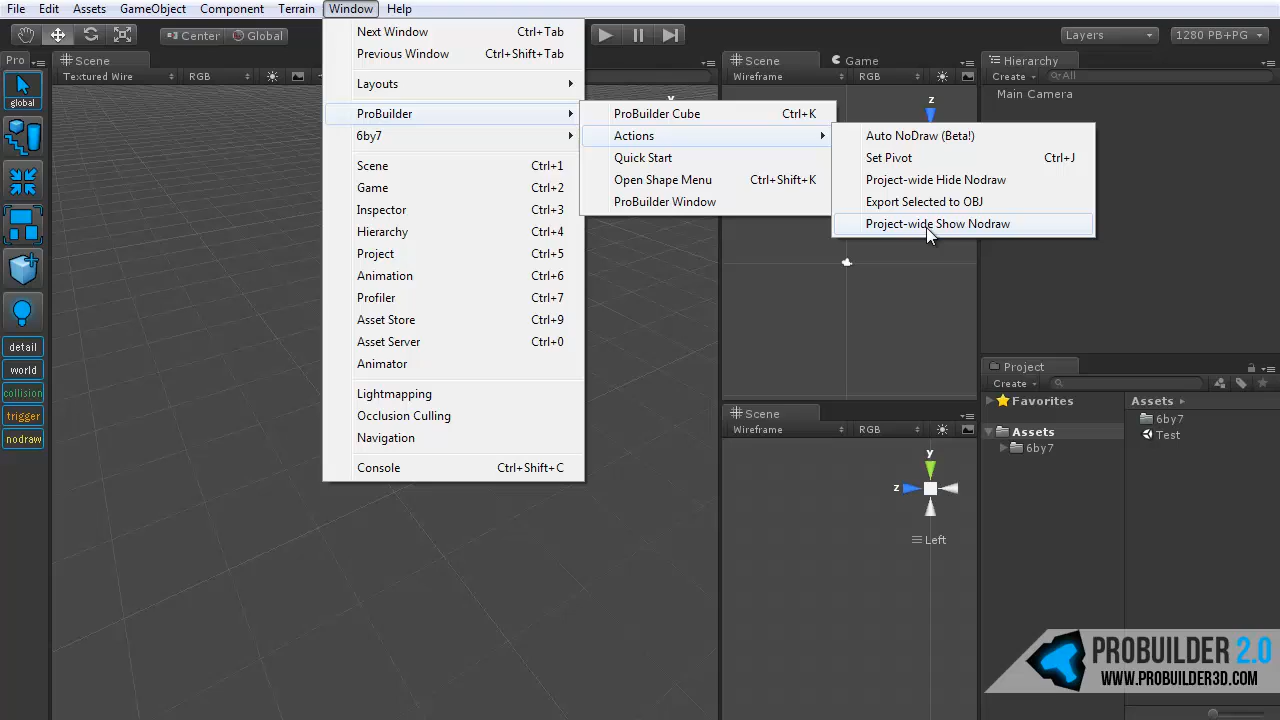 File Edit Assets GameObject Component Terrain Window Help
Center Global
Layers 1280 PB+PG
Pro
Scene
Textured Wire RGB
global
detail
world
collision
trigger
nodraw
Next Window Ctrl+Tab
Previous Window Ctrl+Shift+Tab
Layouts
ProBuilder
6by7
Scene Ctrl+1
Game Ctrl+2
Inspector Ctrl+3
Hierarchy Ctrl+4
Project Ctrl+5
Animation Ctrl+6
Profiler Ctrl+7
Asset Store Ctrl+9
Asset Server Ctrl+0
Animator
Lightmapping
Occlusion Culling
Navigation
Console Ctrl+Shift+C
ProBuilder Cube Ctrl+K
Actions
Quick Start
Open Shape Menu Ctrl+Shift+K
ProBuilder Window
Auto NoDraw (Beta!)
Set Pivot Ctrl+J
Project-wide Hide Nodraw
Export Selected to OBJ
Project-wide Show Nodraw
Scene Game
Wireframe RGB
z
Scene
Wireframe RGB
y
z
Left
Hierarchy
Create All
Main Camera
Project
Create
Favorites
Assets
6by7
Assets
6by7
Test
PROBUILDER 2.0
WWW.PROBUILDER3D.COM